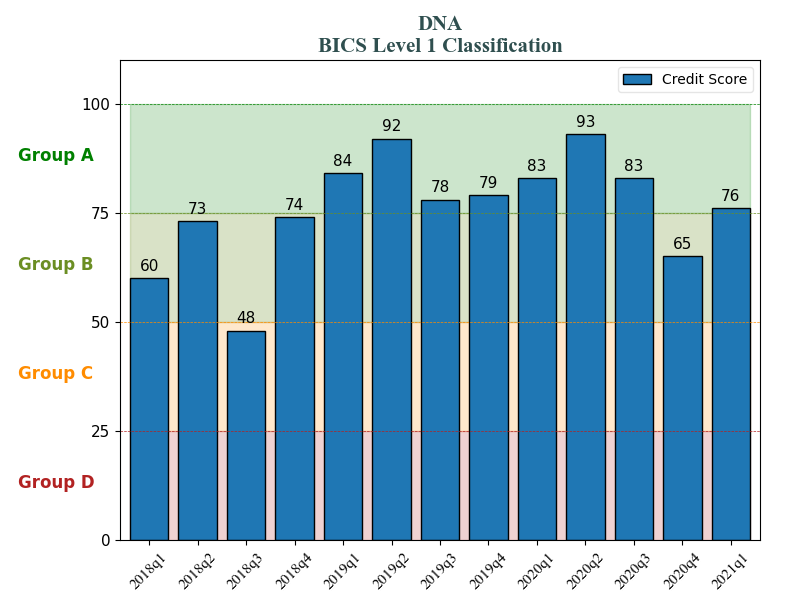 DNA
BICS Level 1 Classification
Credit Score
100
75
50
25
0
Group A
Group B
Group C
Group D
60
73
48
74
84
92
78
79
83
93
83
65
76
2018q1
2018q2
2018q3
2018q4
2019q1
2019q2
2019q3
2019q4
2020q1
2020q2
2020q3
2020q4
2021q1